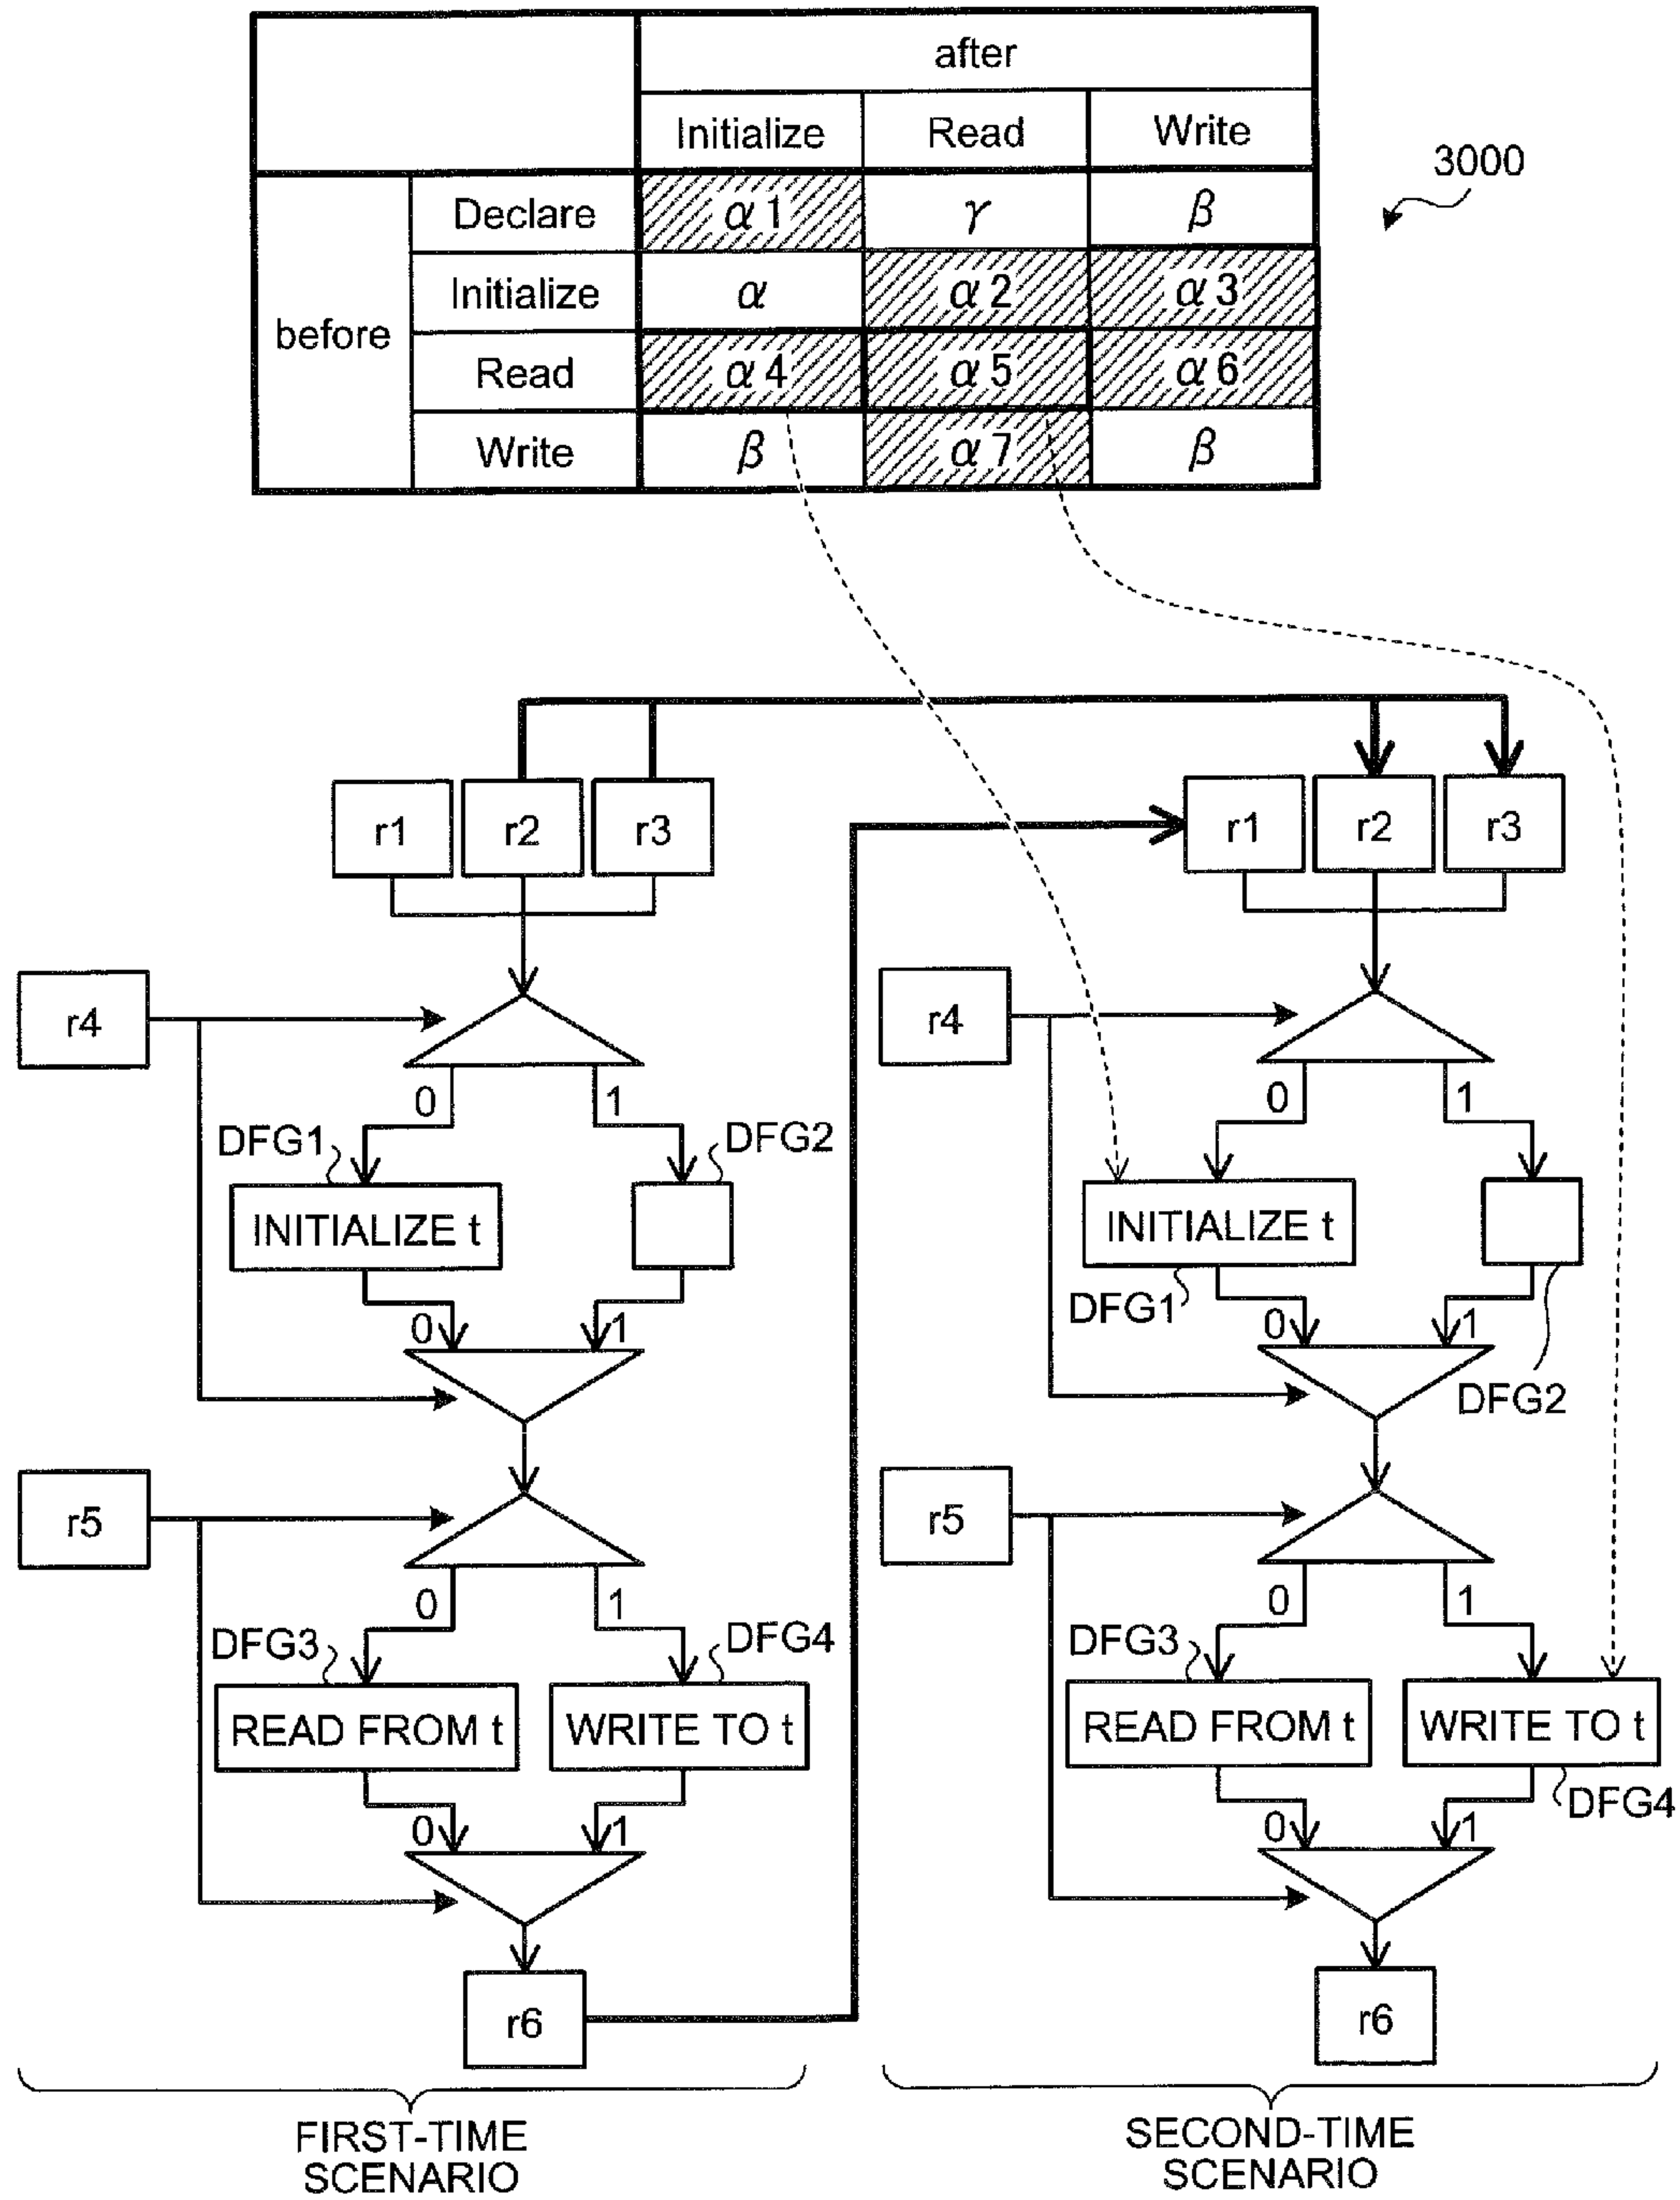 after
Initialize Read Write
3000
before
Declare α1 γ β
Initialize α α2 α3
Read α4 α5 α6
Write β α7 β
r1 r2 r3
r1 r2 r3
r4
r4
0 1
0 1
DFG1 DFG2
INITIALIZE t
INITIALIZE t
DFG1
0 1
0 1
DFG2
r5
r5
0 1
0 1
DFG3 DFG4
DFG3
READ FROM t WRITE TO t
READ FROM t WRITE TO t
DFG4
0 1
0 1
r6
r6
FIRST-TIME
SCENARIO
SECOND-TIME
SCENARIO